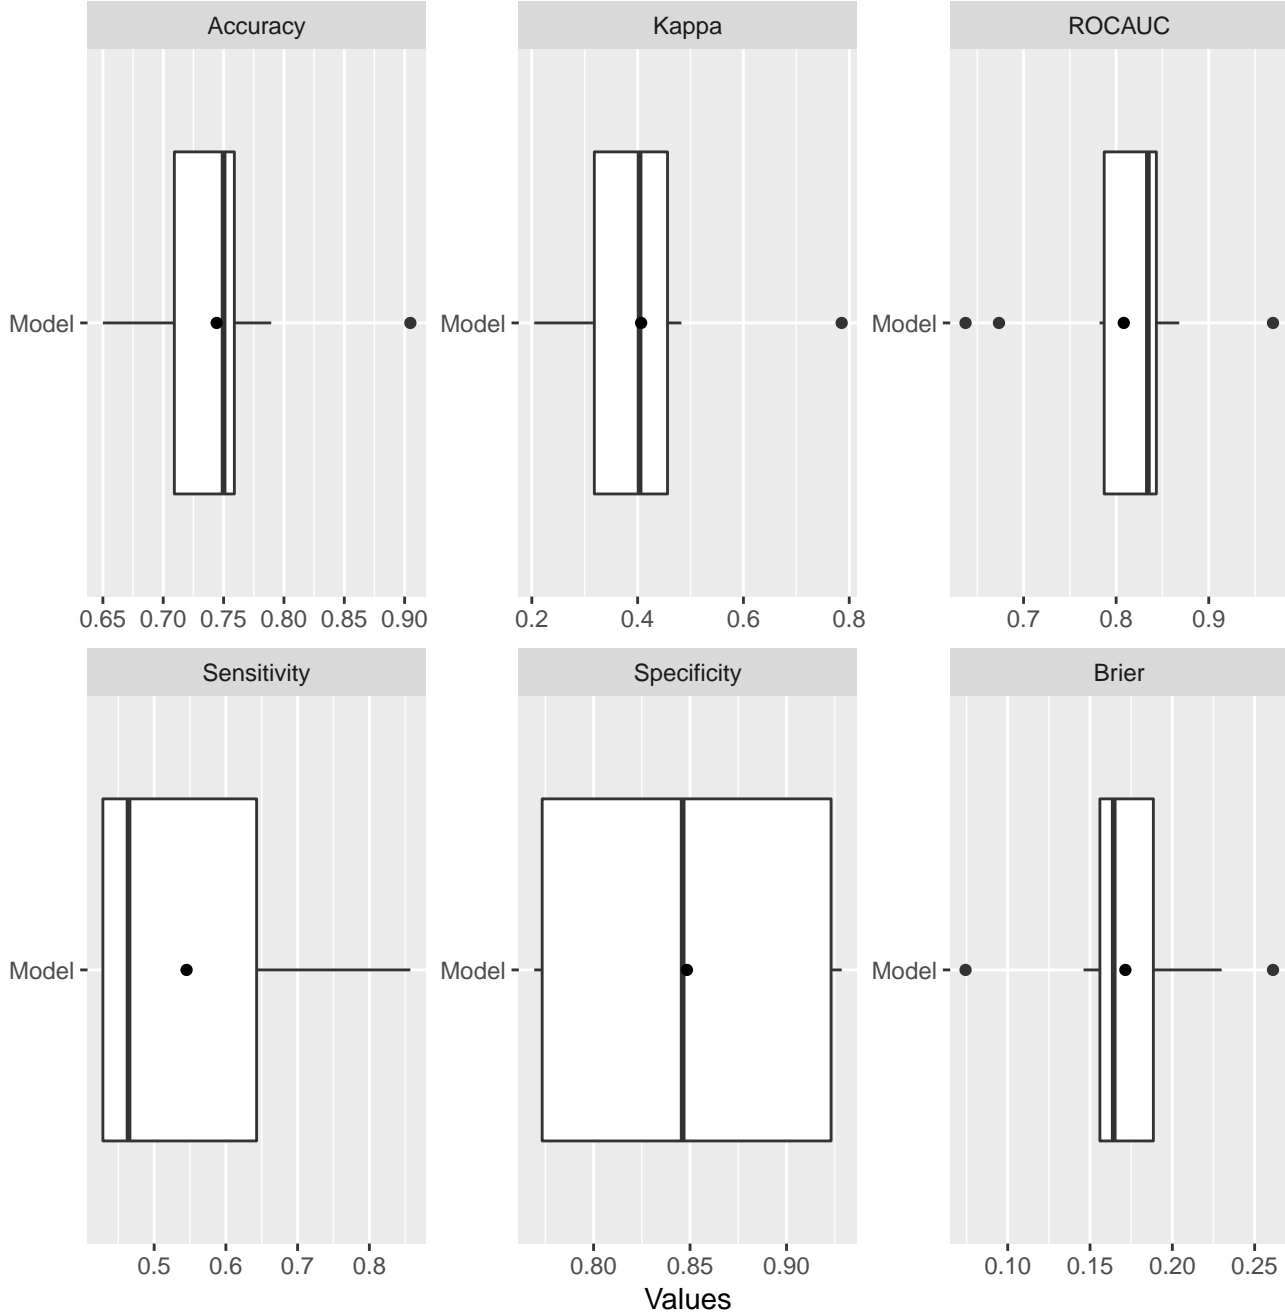 Accuracy Kappa ROCAUC
Model Model Model
0.65 0.70 0.75 0.80 0.85 0.90 0.2 0.4 0.6 0.8 0.7 0.8 0.9
Sensitivity Specificity Brier
Model Model Model
0.5 0.6 0.7 0.8 0.80 0.85 0.90 0.10 0.15 0.20 0.25
Values